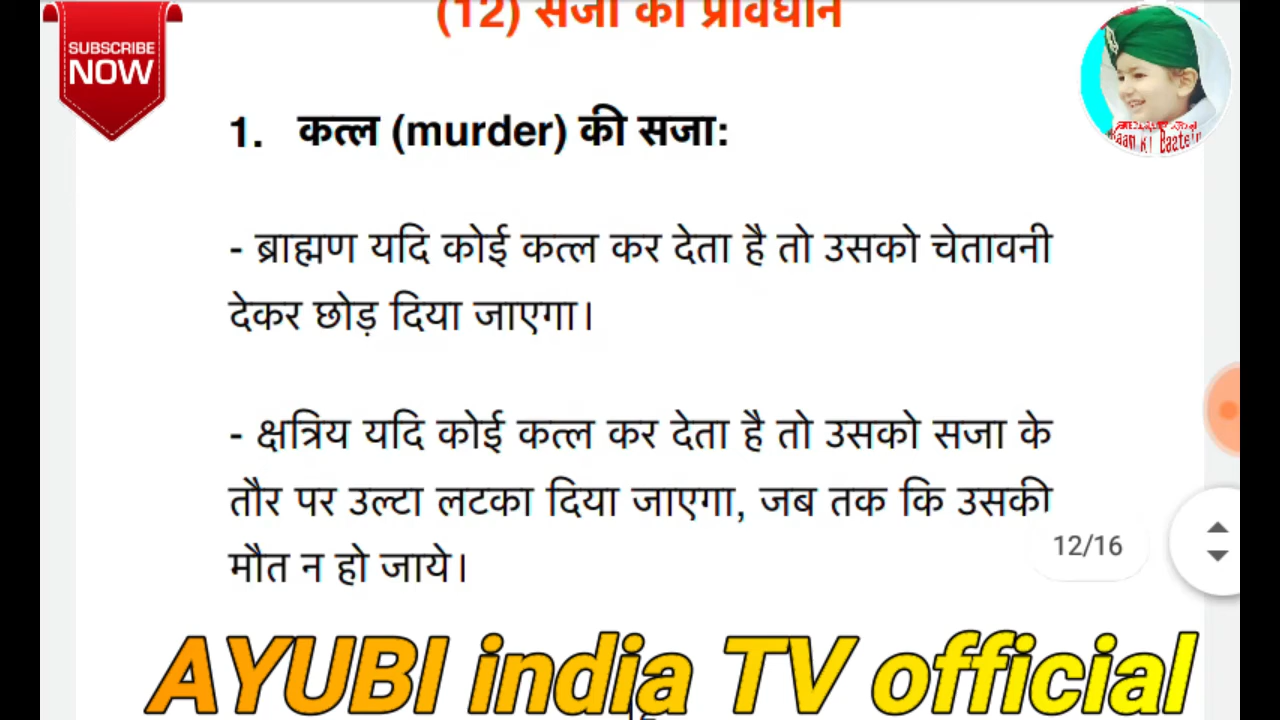 (12) सजा का प्रावधान
SUBSCRIBE
NOW
1. कत्ल (murder) की सजा:
- ब्राह्मण यदि कोई कत्ल कर देता है तो उसको चेतावनी
देकर छोड़ दिया जाएगा।
- क्षत्रिय यदि कोई कत्ल कर देता है तो उसको सजा के
तौर पर उल्टा लटका दिया जाएगा, जब तक कि उसकी
मौत न हो जाये।
12/16
AYUBI india TV official